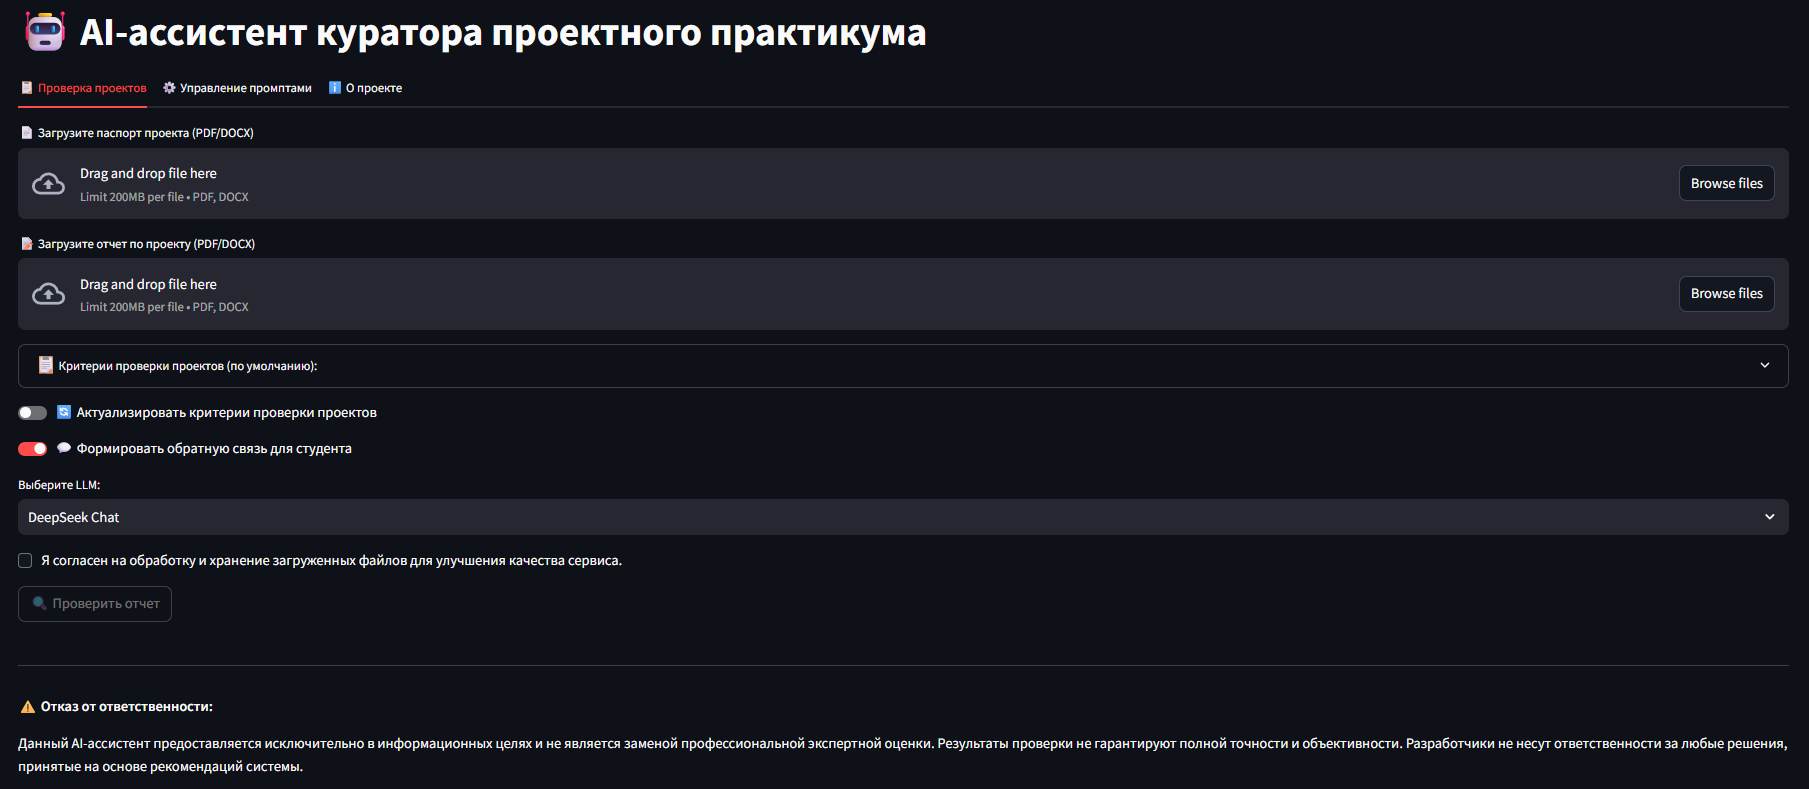 AI-ассистент куратора проектного практикума
Проверка проектов
Управление промптами
О проекте
Загрузите паспорт проекта (PDF/DOCX)
Drag and drop file here
Limit 200MB per file • PDF, DOCX
Browse files
Загрузите отчет по проекту (PDF/DOCX)
Drag and drop file here
Limit 200MB per file • PDF, DOCX
Browse files
Критерии проверки проектов (по умолчанию):
Актуализировать критерии проверки проектов
Формировать обратную связь для студента
Выберите LLM:
DeepSeek Chat
Я согласен на обработку и хранение загруженных файлов для улучшения качества сервиса.
Проверить отчет
Отказ от ответственности:
Данный AI-ассистент предоставляется исключительно в информационных целях и не является заменой профессиональной экспертной оценки. Результаты проверки не гарантируют полной точности и объективности. Разработчики не несут ответственности за любые решения,
принятые на основе рекомендаций системы.